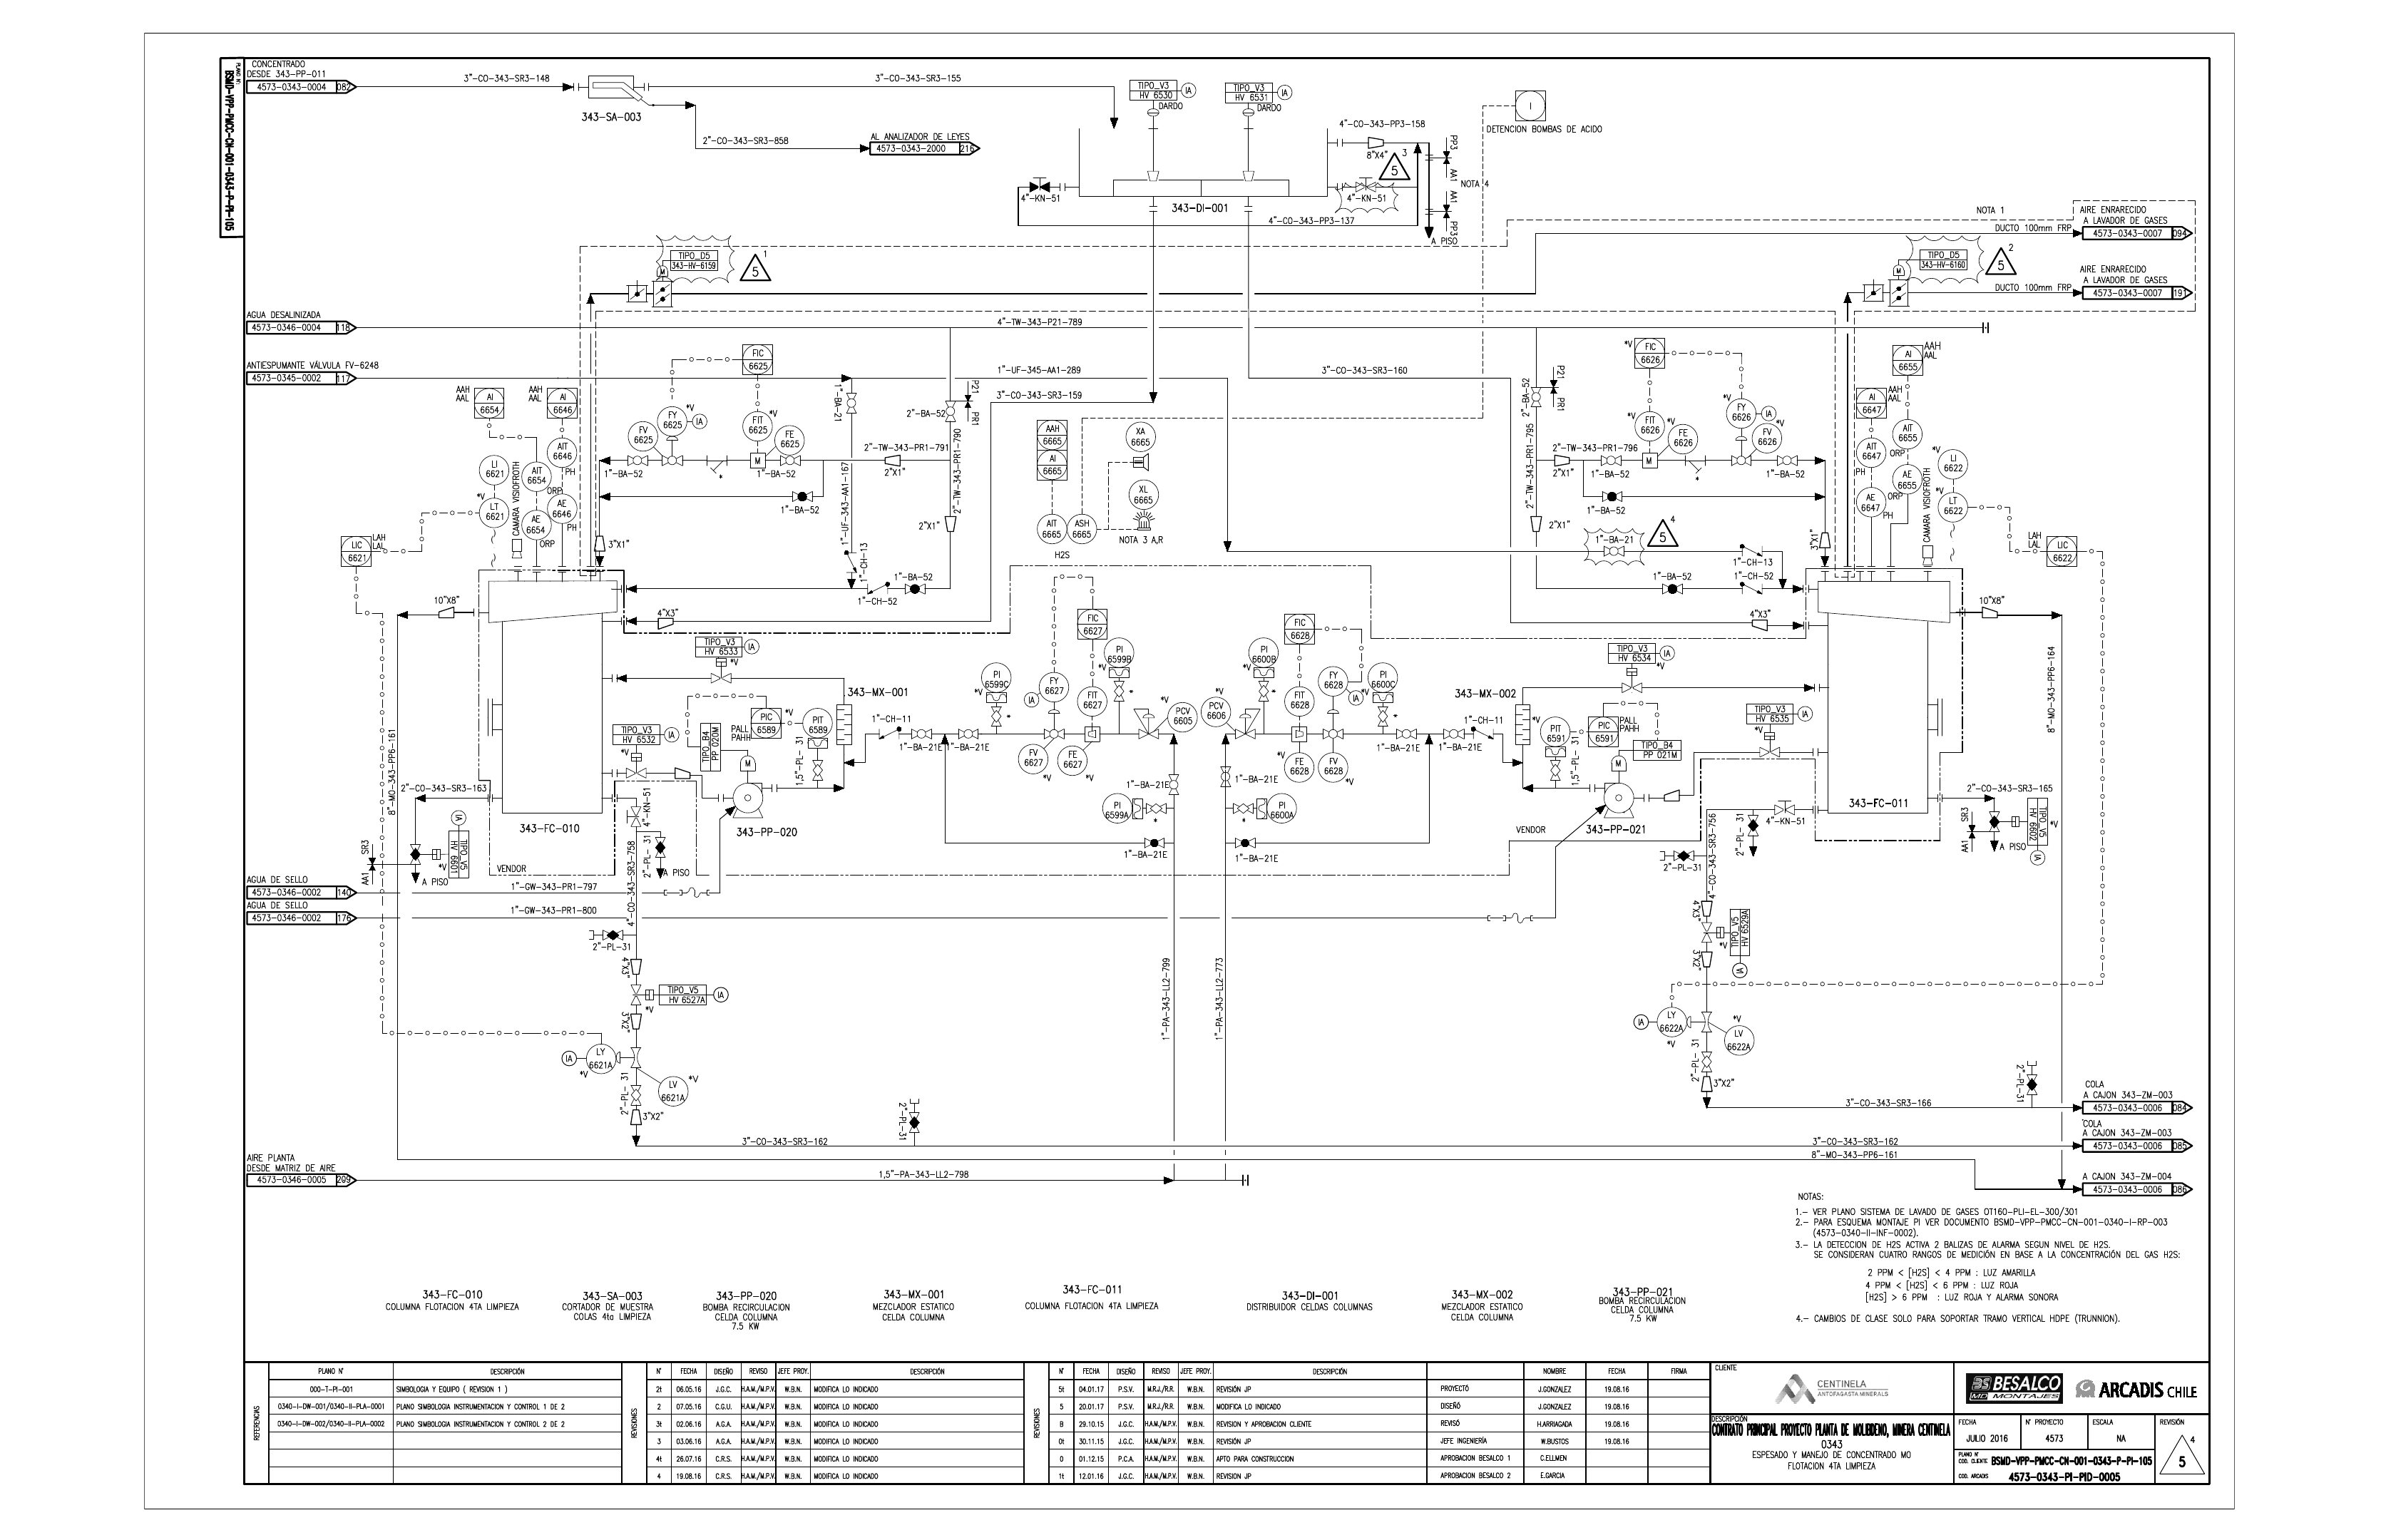 PLANO N°:
BSMD-VPP-PMCC-CN-001-0343-P-PI-105
CONCENTRADO
DESDE 343-PP-011
4573-0343-0004 082
3"-CO-343-SR3-148
343-SA-003
3"-CO-343-SR3-155
2"-CO-343-SR3-858
AL ANALIZADOR DE LEYES
4573-0343-2000 216
TIPO_V3
HV 6530
IA
DARDO
TIPO_V3
HV 6531
IA
DARDO
I
DETENCION BOMBAS DE ACIDO
4"-CO-343-PP3-158
8"X4"
3
5
PP3
AA1
NOTA 4
AA1
PP3
A PISO
4"-KN-51
343-DI-001
4"-KN-51
4"-CO-343-PP3-137
NOTA 1
AIRE ENRARECIDO
A LAVADOR DE GASES
DUCTO 100mm FRP
4573-0343-0007 094
TIPO_D5
343-HV-6159
M
1
5
TIPO_D5
343-HV-6160
M
2
5
AIRE ENRARECIDO
A LAVADOR DE GASES
DUCTO 100mm FRP
4573-0343-0007 191
AGUA DESALINIZADA
4573-0346-0004 118
4"-TW-343-P21-789
ANTIESPUMANTE VÁLVULA FV-6248
4573-0345-0002 117
1"-UF-345-AA1-289
3"-CO-343-SR3-160
3"-CO-343-SR3-159
AAH
AAL
AI
6654
AAH
AAL
AI
6646
FIC
6625
FY
6625
*V
IA
FV
6625
FIT
6625
*V
FE
6625
M
1"-BA-52
*
1"-BA-52
1"-BA-52
1"-BA-21
2"-BA-52
P21
PR1
2"-TW-343-PR1-791
2"X1"
2"-TW-343-PR1-790
1"-UF-343-AA1-167
2"X1"
1"-CH-13
1"-CH-52
1"-BA-52
LI
6621
LT
6621
*V
CAMARA VISIOFROTH
AIT
6654
ORP
AE
6654
ORP
AIT
6646
PH
AE
6646
PH
3"X1"
LIC
6621
LAH
LAL
10"X8"
4"X3"
AAH
6665
AI
6665
AIT
6665
ASH
6665
H2S
XA
6665
XL
6665
NOTA 3 A,R
*V
FIC
6626
FIT
6626
*V
FE
6626
*V
FY
6626
*V
IA
FV
6626
M
2"-BA-52
P21
PR1
2"-TW-343-PR1-795
2"-TW-343-PR1-796
2"X1"
1"-BA-52
*
1"-BA-52
1"-BA-52
2"X1"
1"-BA-21
4
5
1"-CH-13
1"-BA-52
1"-CH-52
3"X1"
4"X3"
AI
6655
AAH
AAL
AI
6647
AAH
AAL
AIT
6655
ORP
AIT
6647
PH
AE
6655
ORP
AE
6647
PH
LI
6622
*V
LT
6622
*V
CAMARA VISIOFROTH
LAH
LAL
LIC
6622
10"X8"
8"-MO-343-PP6-164
8"-MO-343-PP6-161
TIPO_V3
HV 6533
IA
*V
343-MX-001
TIPO_V3
HV 6532
IA
*V
PALL
PAHH
PIC
6589
*V
PIT
6589
TIPO_B4
PP 020M
M
1,5"-PL-31
343-PP-020
4"-KN-51
343-FC-010
2"-CO-343-SR3-163
SR3
AA1
IA
TIPO_V5
HV 6601
*V
A PISO
VENDOR
2"-PL-31
A PISO
4"-CO-343-SR3-758
1"-CH-11
1"-BA-21E
1"-BA-21E
PI
6599C
*V
*
FY
6627
IA
FV
6627
*V
FIC
6627
FIT
6627
FE
6627
*V
PI
6599B
*V
*
*V
PCV
6605
1"-BA-21E
PI
6599A
*
1"-BA-21E
*V
PCV
6606
PI
6600B
*V
*
FIC
6628
FIT
6628
FE
6628
*V
FY
6628
IA
FV
6628
*V
PI
6600C
*V
*
1"-BA-21E
PI
6600A
*
1"-BA-21E
1"-BA-21E
1"-BA-21E
1"-CH-11
343-MX-002
TIPO_V3
HV 6534
IA
*V
*V
PIT
6591
PIC
6591
PALL
PAHH
TIPO_B4
PP 021M
M
1,5"-PL-31
343-PP-021
VENDOR
TIPO_V3
HV 6535
IA
*V
343-FC-011
4"-KN-51
2"-PL-31
2"-PL-31
4"-CO-343-SR3-756
2"-CO-343-SR3-165
SR3
AA1
A PISO
TIPO_V5
HV 6602
*V
IA
AGUA DE SELLO
4573-0346-0002 140
1"-GW-343-PR1-797
AGUA DE SELLO
4573-0346-0002 176
1"-GW-343-PR1-800
2"-PL-31
4"X3"
TIPO_V5
HV 6527A
IA
*V
3"X2"
LY
6621A
IA
*V
LV
6621A
*V
2"-PL-31
3"X2"
1"-PA-343-LL2-799
1"-PA-343-LL2-773
4"X3"
TIPO_V5
HV 6529A
*V
IA
3"X2"
LY
6622A
IA
*V
*V
LV
6622A
2"-PL-31
3"X2"
2"-PL-31
2"-PL-31
3"-CO-343-SR3-166
COLA
A CAJON 343-ZM-003
4573-0343-0006 084
3"-CO-343-SR3-162
3"-CO-343-SR3-162
COLA
A CAJON 343-ZM-003
4573-0343-0006 085
8"-MO-343-PP6-161
A CAJON 343-ZM-004
4573-0343-0006 086
AIRE PLANTA
DESDE MATRIZ DE AIRE
4573-0346-0005 209
1,5"-PA-343-LL2-798
NOTAS:
1.- VER PLANO SISTEMA DE LAVADO DE GASES OT160-PLI-EL-300/301
2.- PARA ESQUEMA MONTAJE PI VER DOCUMENTO BSMD-VPP-PMCC-CN-001-0340-I-RP-003
(4573-0340-II-INF-0002).
3.- LA DETECCION DE H2S ACTIVA 2 BALIZAS DE ALARMA SEGUN NIVEL DE H2S.
SE CONSIDERAN CUATRO RANGOS DE MEDICIÓN EN BASE A LA CONCENTRACIÓN DEL GAS H2S:
2 PPM < [H2S] < 4 PPM : LUZ AMARILLA
4 PPM < [H2S] < 6 PPM : LUZ ROJA
[H2S] > 6 PPM : LUZ ROJA Y ALARMA SONORA
4.- CAMBIOS DE CLASE SOLO PARA SOPORTAR TRAMO VERTICAL HDPE (TRUNNION).
343-FC-010
COLUMNA FLOTACION 4TA LIMPIEZA
343-SA-003
CORTADOR DE MUESTRA
COLAS 4ta LIMPIEZA
343-PP-020
BOMBA RECIRCULACION
CELDA COLUMNA
7.5 KW
343-MX-001
MEZCLADOR ESTATICO
CELDA COLUMNA
343-FC-011
COLUMNA FLOTACION 4TA LIMPIEZA
343-DI-001
DISTRIBUIDOR CELDAS COLUMNAS
343-MX-002
MEZCLADOR ESTATICO
CELDA COLUMNA
343-PP-021
BOMBA RECIRCULACION
CELDA COLUMNA
7.5 KW
REFERENCIAS
PLANO N° DESCRIPCIÓN
000-T-PI-001 SIMBOLOGIA Y EQUIPO ( REVISION 1 )
0340-I-DW-001/0340-II-PLA-0001 PLANO SIMBOLOGIA INSTRUMENTACION Y CONTROL 1 DE 2
0340-I-DW-002/0340-II-PLA-0002 PLANO SIMBOLOGIA INSTRUMENTACION Y CONTROL 2 DE 2
REVISIONES
N° FECHA DISEÑO REVISO JEFE PROY. DESCRIPCIÓN
2t 06.05.16 J.G.C. H.A.M./M.P.V. W.B.N. MODIFICA LO INDICADO
2 07.05.16 C.G.U. H.A.M./M.P.V. W.B.N. MODIFICA LO INDICADO
3t 02.06.16 A.G.A. H.A.M./M.P.V. W.B.N. MODIFICA LO INDICADO
3 03.06.16 A.G.A. H.A.M./M.P.V. W.B.N. MODIFICA LO INDICADO
4t 26.07.16 C.R.S. H.A.M./M.P.V. W.B.N. MODIFICA LO INDICADO
4 19.08.16 C.R.S. H.A.M./M.P.V. W.B.N. MODIFICA LO INDICADO
REVISIONES
N° FECHA DISEÑO REVISO JEFE PROY. DESCRIPCIÓN
5t 04.01.17 P.S.V. M.R.J./R.R. W.B.N. REVISIÓN JP
5 20.01.17 P.S.V. M.R.J./R.R. W.B.N. MODIFICA LO INDICADO
B 29.10.15 J.G.C. H.A.M./M.P.V. W.B.N. REVISION Y APROBACION CLIENTE
0t 30.11.15 J.G.C. H.A.M./M.P.V. W.B.N. REVISIÓN JP
0 01.12.15 P.C.A. H.A.M./M.P.V. W.B.N. APTO PARA CONSTRUCCION
1t 12.01.16 J.G.C. H.A.M./M.P.V. W.B.N. REVISION JP
NOMBRE FECHA FIRMA
PROYECTÓ J.GONZALEZ 19.08.16
DISEÑÓ J.GONZALEZ 19.08.16
REVISÓ H.ARRIAGADA 19.08.16
JEFE INGENIERÍA W.BUSTOS 19.08.16
APROBACION BESALCO 1 C.ELLMEN
APROBACION BESALCO 2 E.GARCIA
CLIENTE
CENTINELA
ANTOFAGASTA MINERALS
BESALCO
MD MONTAJES
ARCADIS CHILE
DESCRIPCIÓN
CONTRATO PRINCIPAL PROYECTO PLANTA DE MOLIBDENO, MINERA CENTINELA
0343
ESPESADO Y MANEJO DE CONCENTRADO MO
FLOTACION 4TA LIMPIEZA
FECHA
JULIO 2016
N° PROYECTO
4573
ESCALA
NA
REVISIÓN
4
5
PLANO N°
COD. CLIENTE BSMD-VPP-PMCC-CN-001-0343-P-PI-105
COD. ARCADIS 4573-0343-PI-PID-0005